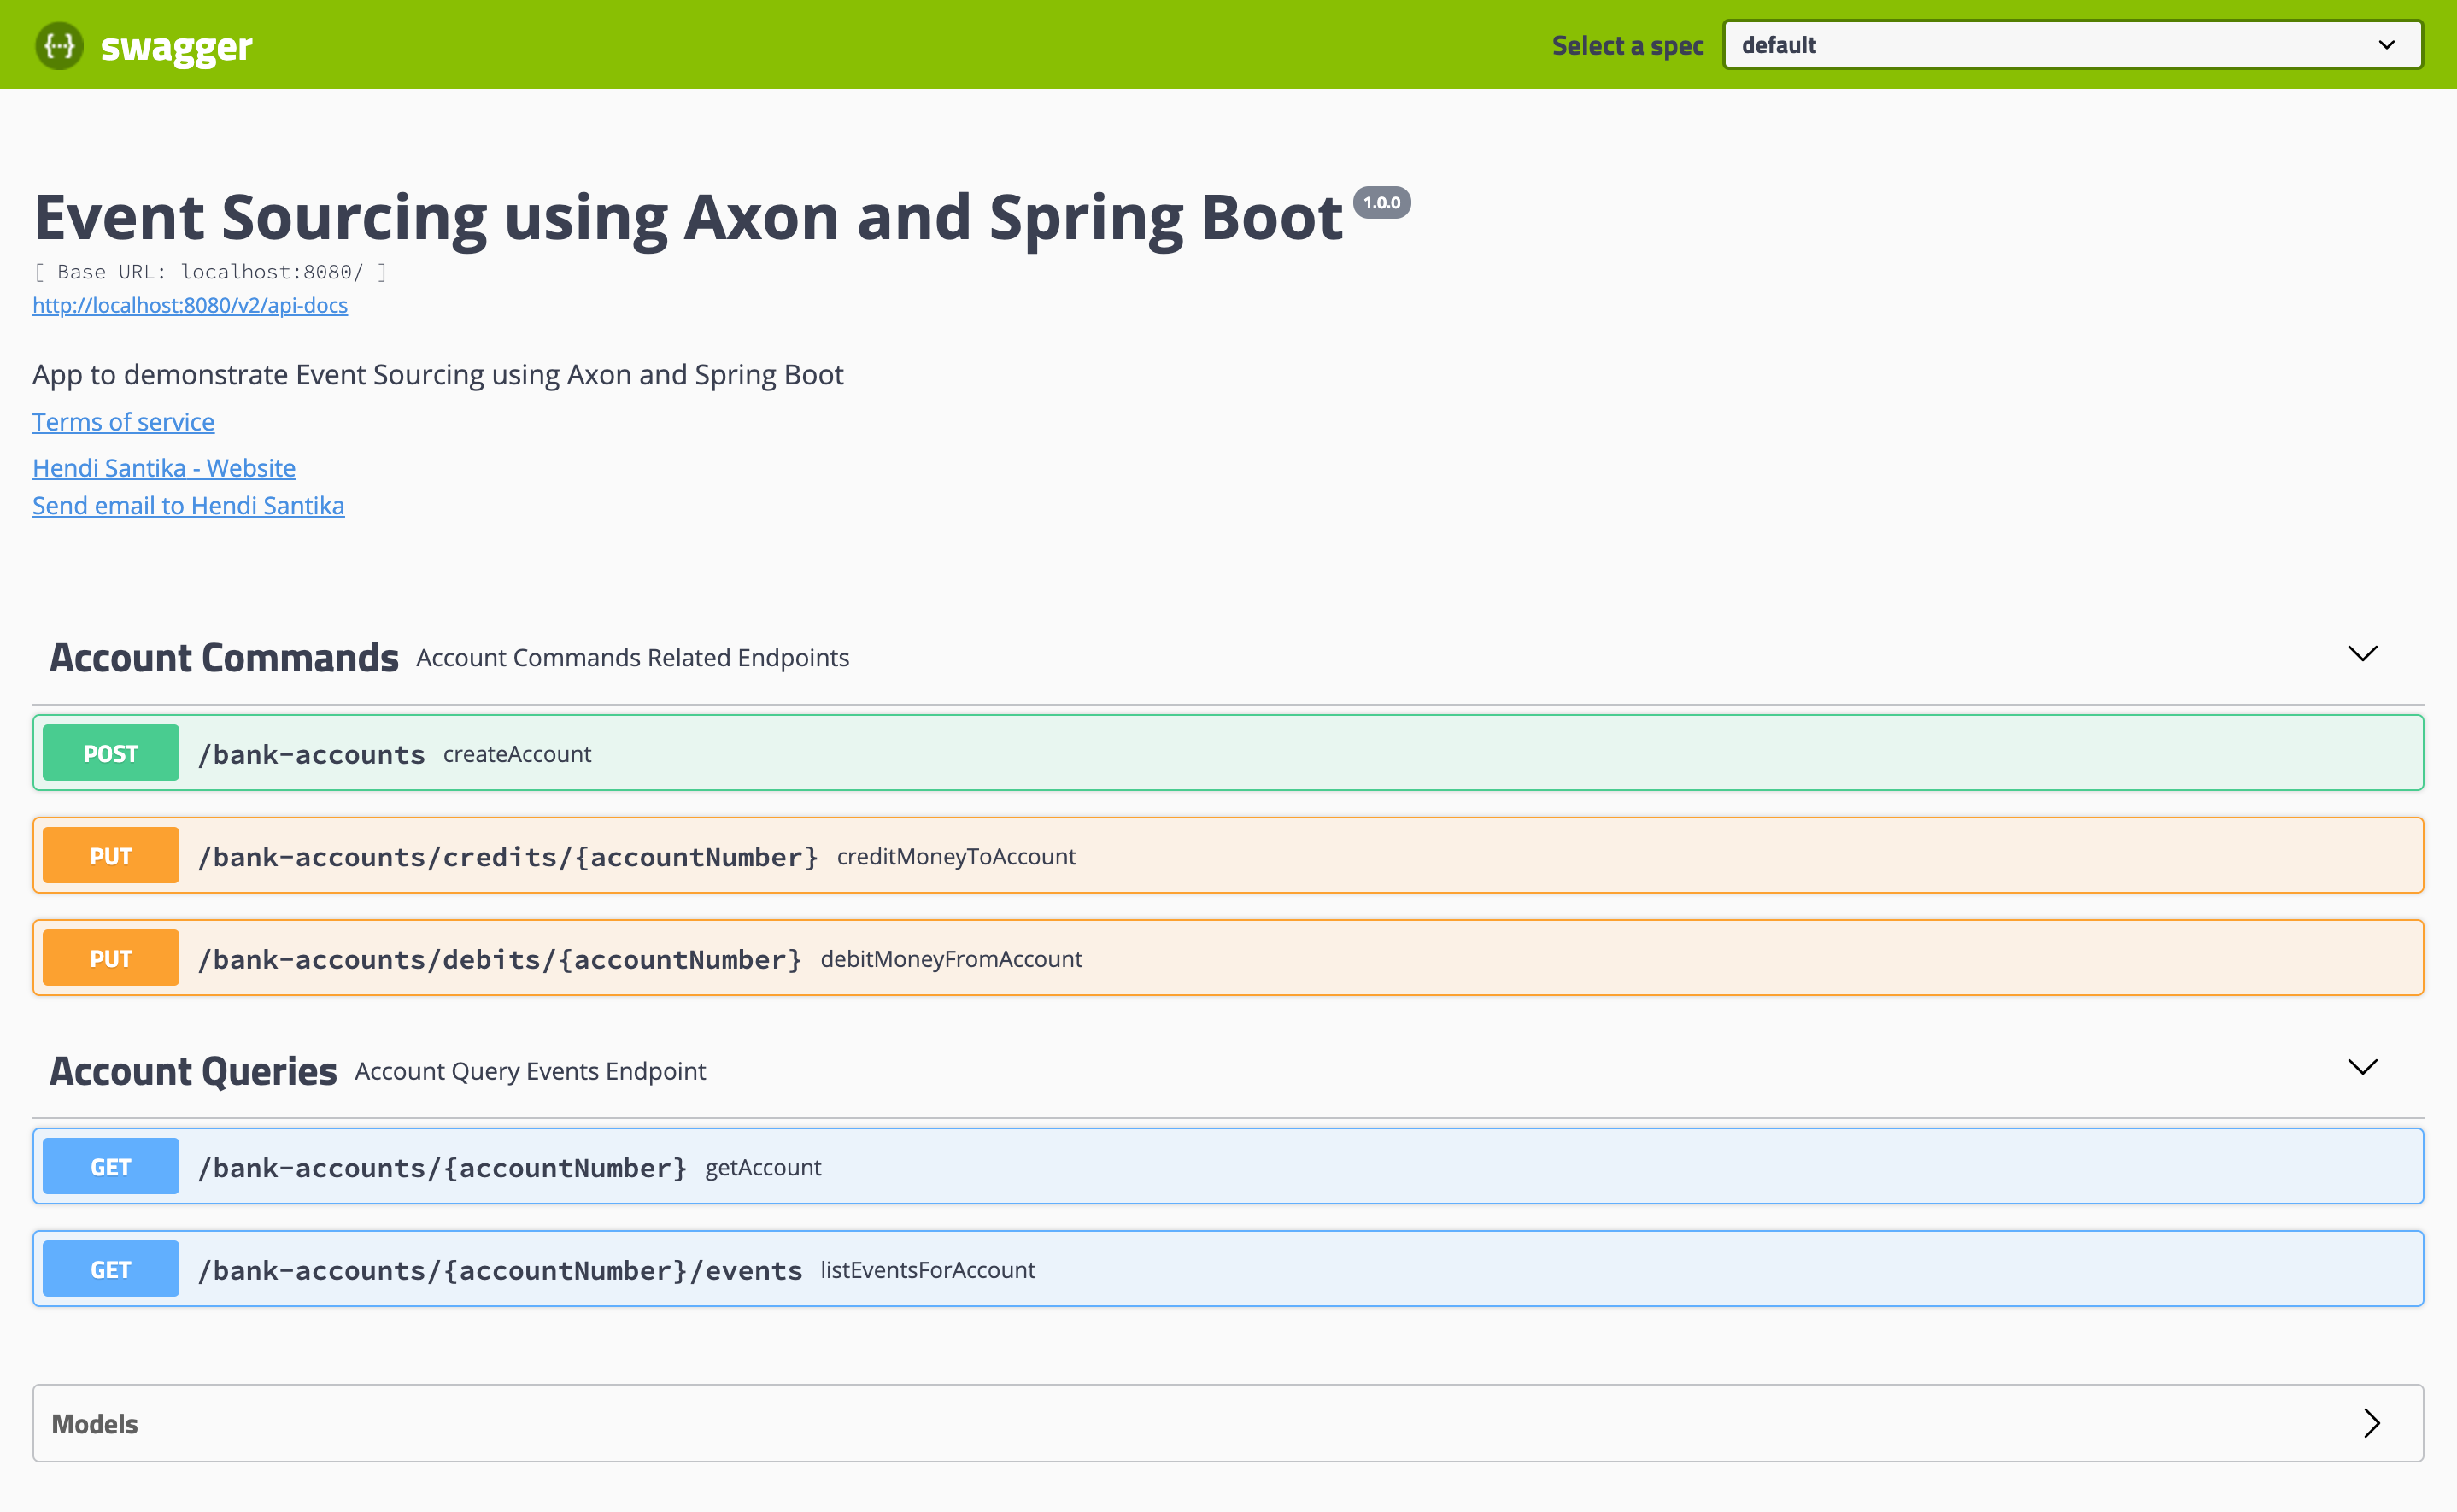 {···} swagger Select a spec default
Event Sourcing using Axon and Spring Boot 1.0.0
[ Base URL: localhost:8080/ ]
http://localhost:8080/v2/api-docs
App to demonstrate Event Sourcing using Axon and Spring Boot
Terms of service
Hendi Santika - Website
Send email to Hendi Santika
Account Commands Account Commands Related Endpoints
POST /bank-accounts createAccount
PUT /bank-accounts/credits/{accountNumber} creditMoneyToAccount
PUT /bank-accounts/debits/{accountNumber} debitMoneyFromAccount
Account Queries Account Query Events Endpoint
GET /bank-accounts/{accountNumber} getAccount
GET /bank-accounts/{accountNumber}/events listEventsForAccount
Models